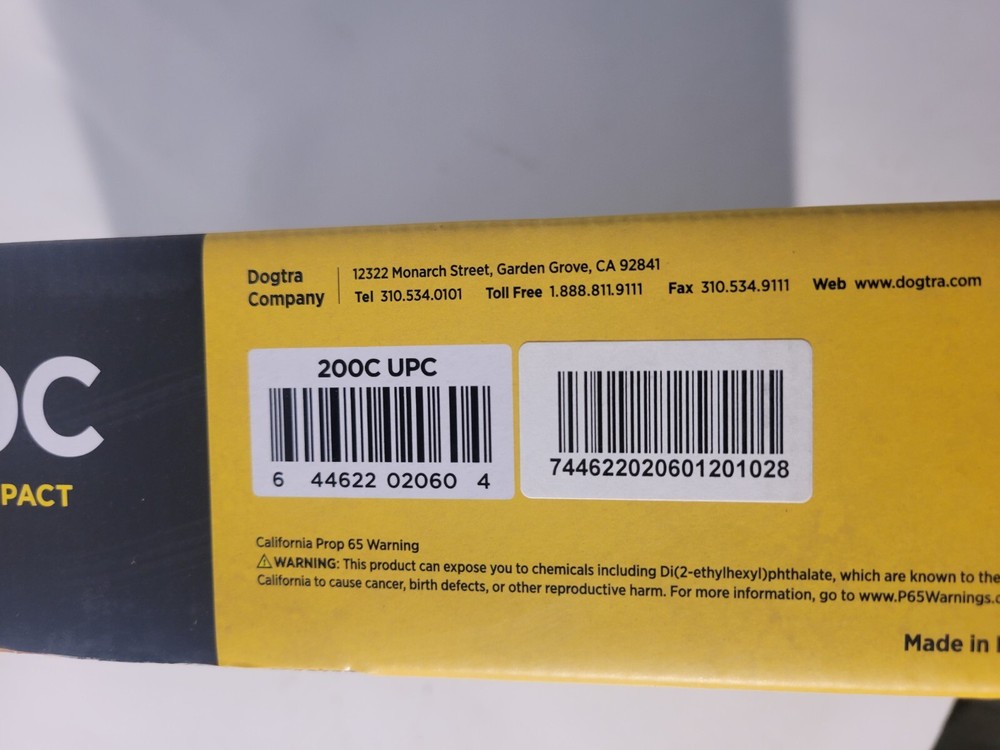 Dogtra
Company
12322 Monarch Street, Garden Grove, CA 92841
Tel 310.534.0101 Toll Free 1.888.811.9111 Fax 310.534.9111 Web www.dogtra.com
C
PACT
200C UPC
6 44622 02060 4
744622020601201028
California Prop 65 Warning
WARNING: This product can expose you to chemicals including Di(2-ethylhexyl)phthalate, which are known to the
California to cause cancer, birth defects, or other reproductive harm. For more information, go to www.P65Warnings.c
Made in